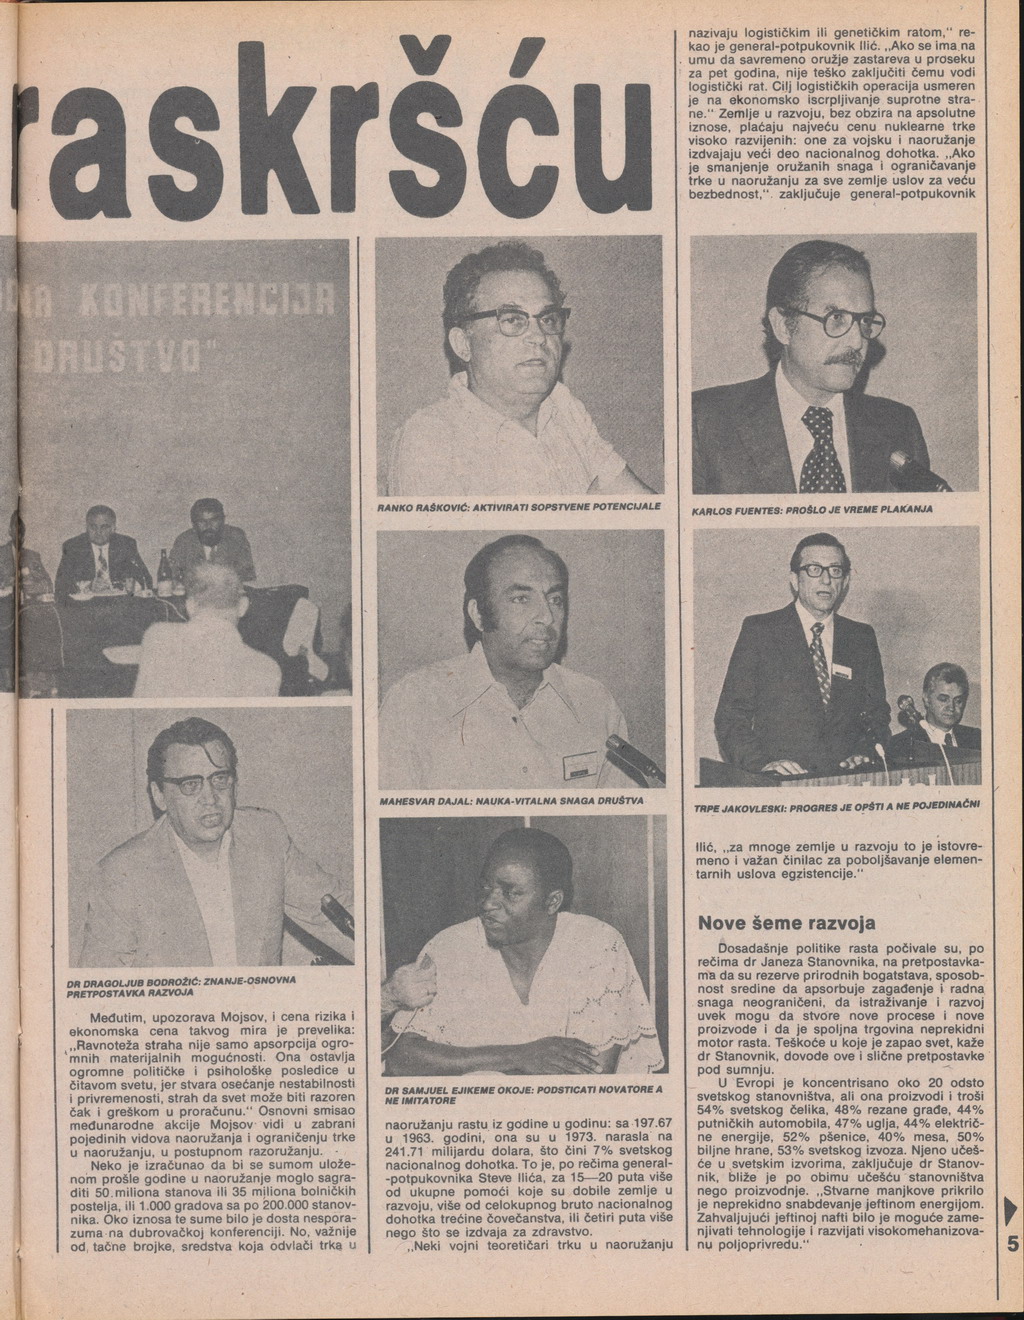 raskršću
KONFERENCIJA
DRUŠTVO"
DR DRAGOLJUB BODROŽIĆ: ZNANJE-OSNOVNA
PRETPOSTAVKA RAZVOJA
Međutim, upozorava Mojsov, i cena rizika i
ekonomska cena takvog mira je prevelika:
„Ravnoteža straha nije samo apsorpcija ogro-
mnih materijalnih mogućnosti. Ona ostavlja
ogromne političke i psihološke posledice u
čitavom svetu, jer stvara osećanje nestabilnosti
i privremenosti, strah da svet može biti razoren
čak i greškom u proračunu." Osnovni smisao
međunarodne akcije Mojsov vidi u zabrani
pojedinih vidova naoružanja i ograničenju trke
u naoružanju, u postupnom razoružanju.
Neko je izračunao da bi se sumom ulože-
nom prošle godine u naoružanje moglo sagra-
diti 50 miliona stanova ili 35 miliona bolničkih
postelja, ili 1.000 gradova sa po 200.000 stanov-
nika. Oko iznosa te sume bilo je dosta nespora-
zuma na dubrovačkoj konferenciji. No, važnije
od tačne brojke, sredstva koja odvlači trka u
RANKO RAŠKOVIĆ: AKTIVIRATI SOPSTVENE POTENCIJALE
MAHESVAR DAJAL: NAUKA-VITALNA SNAGA DRUŠTVA
DR SAMJUEL EJIKEME OKOJE: PODSTICATI NOVATORE A
NE IMITATORE
naoružanju rastu iz godine u godinu: sa 197.67
u 1963. godini, ona su u 1973. narasla na
241.71 milijardu dolara, što čini 7% svetskog
nacionalnog dohotka. To je, po rečima general-
-potpukovnika Steve Ilića, za 15—20 puta više
od ukupne pomoći koje su dobile zemlje u
razvoju, više od celokupnog bruto nacionalnog
dohotka trećine čovečanstva, ili četiri puta više
nego što se izdvaja za zdravstvo.
„Neki vojni teoretičari trku u naoružanju
nazivaju logističkim ili genetičkim ratom," re-
kao je general-potpukovnik Ilić. „Ako se ima na
umu da savremeno oružje zastareva u proseku
za pet godina, nije teško zaključiti čemu vodi
logistički rat. Cilj logističkih operacija usmeren
je na ekonomsko iscrpljivanje suprotne stra-
ne." Zemlje u razvoju, bez obzira na apsolutne
iznose, plaćaju najveću cenu nuklearne trke
visoko razvijenih: one za vojsku i naoružanje
izdvajaju veći deo nacionalnog dohotka. „Ako
je smanjenje oružanih snaga i ograničavanje
trke u naoružanju za sve zemlje uslov za veću
bezbednost," zaključuje general-potpukovnik
KARLOS FUENTES: PROŠLO JE VREME PLAKANJA
TRPE JAKOVLESKI: PROGRES JE OPŠTI A NE POJEDINAČNI
Ilić, „za mnoge zemlje u razvoju to je istovre-
meno i važan činilac za poboljšavanje elemen-
tarnih uslova egzistencije."
Nove šeme razvoja
Dosadašnje politike rasta počivale su, po
rečima dr Janeza Stanovnika, na pretpostavka-
ma da su rezerve prirodnih bogatstava, sposob-
nost sredine da apsorbuje zagađenje i radna
snaga neograničeni, da istraživanje i razvoj
uvek mogu da stvore nove procese i nove
proizvode i da je spoljna trgovina neprekidni
motor rasta. Teškoće u koje je zapao svet, kaže
dr Stanovnik, dovode ove i slične pretpostavke
pod sumnju.
U Evropi je koncentrisano oko 20 odsto
svetskog stanovništva, ali ona proizvodi i troši
54% svetskog čelika, 48% rezane građe, 44%
putničkih automobila, 47% uglja, 44% električ-
ne energije, 52% pšenice, 40% mesa, 50%
biljne hrane, 53% svetskog izvoza. Njeno učeš-
će u svetskim izvorima, zaključuje dr Stanov-
nik, bliže je po obimu učešću stanovništva
nego proizvodnje. „Stvarne manjkove prikrilo
je neprekidno snabdevanje jeftinom energijom.
Zahvaljujući jeftinoj nafti bilo je moguće zame-
njivati tehnologije i razvijati visokomehanizova-
nu poljoprivredu."
5